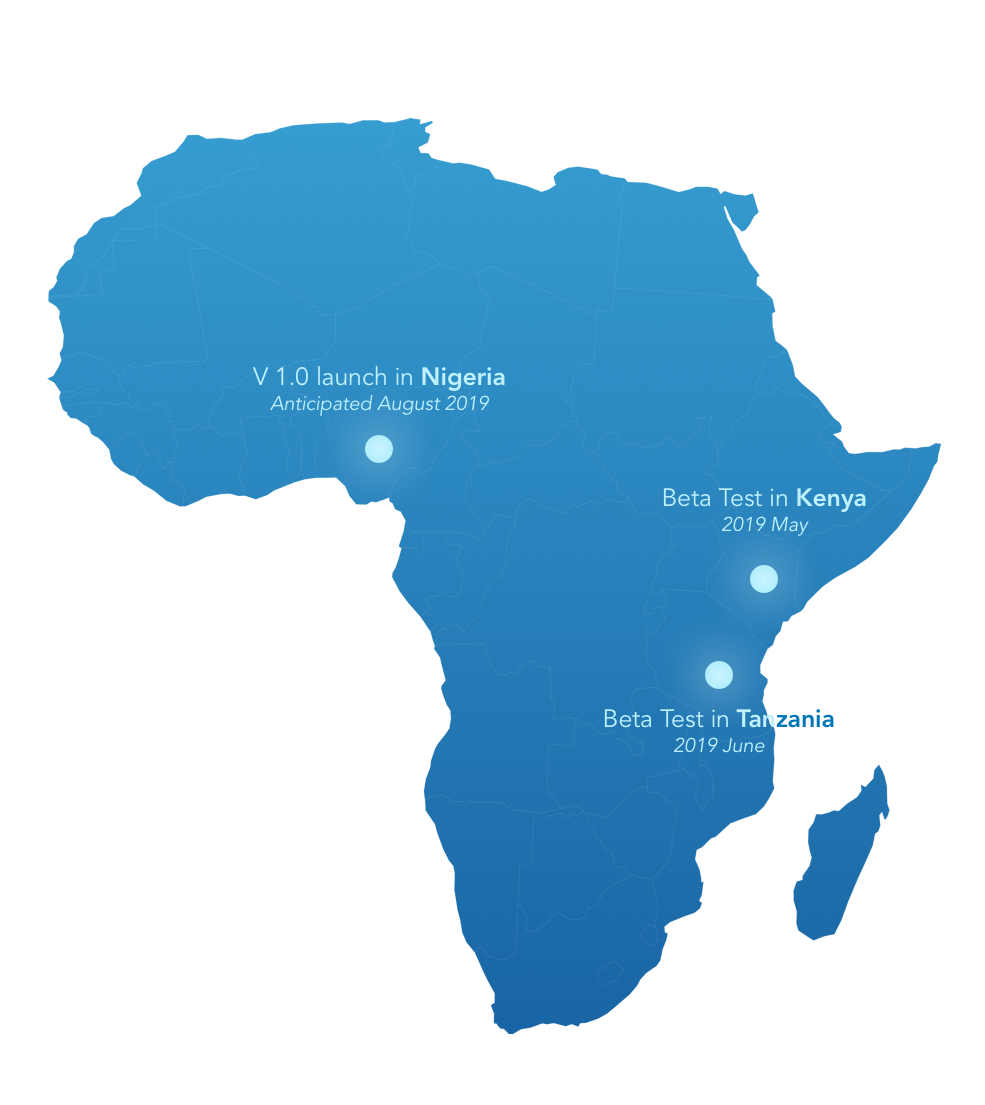 V 1.0 launch in Nigeria
Anticipated August 2019
Beta Test in Kenya
2019 May
Beta Test in Tanzania
2019 June